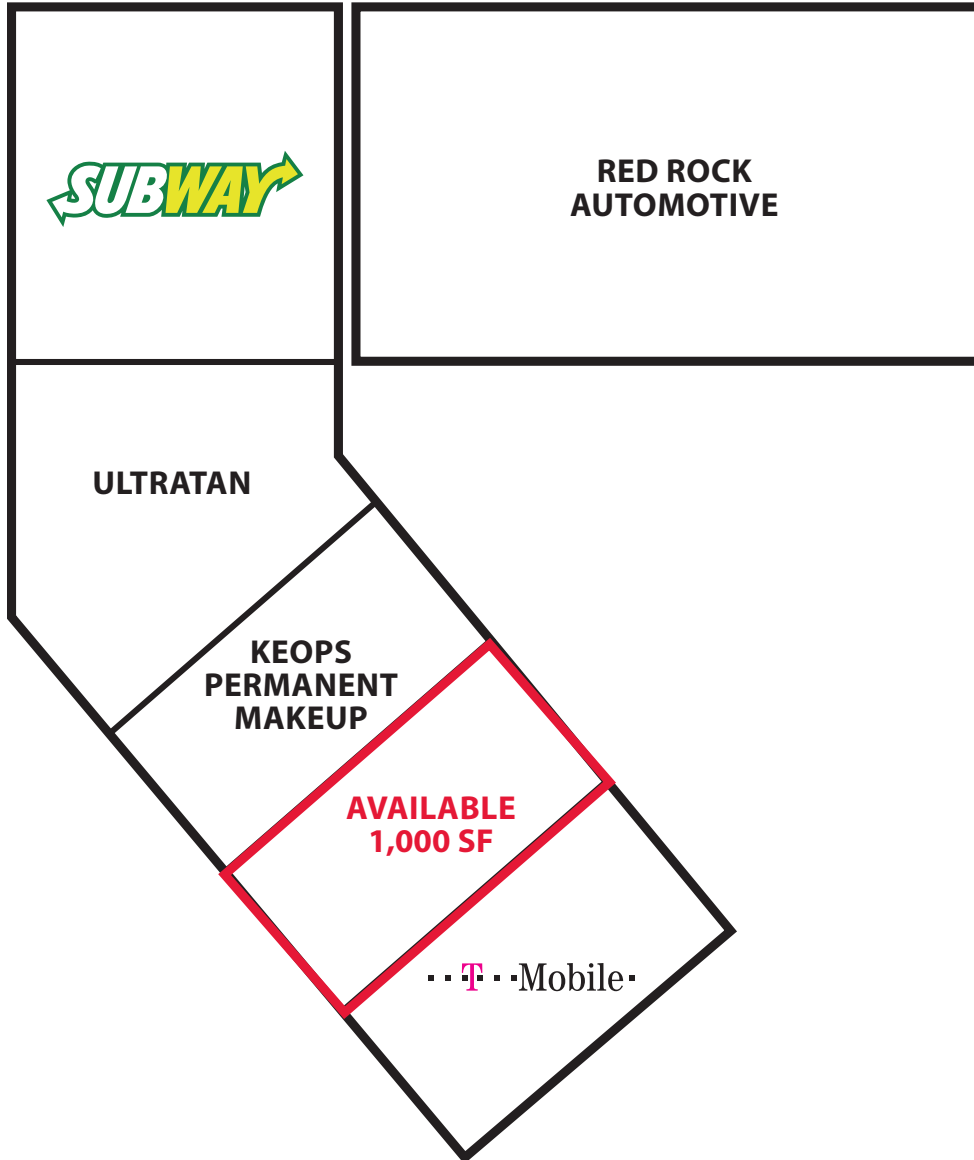 SUBWAY
RED ROCK
AUTOMOTIVE
ULTRATAN
KEOPS
PERMANENT
MAKEUP
AVAILABLE
1,000 SF
T Mobile